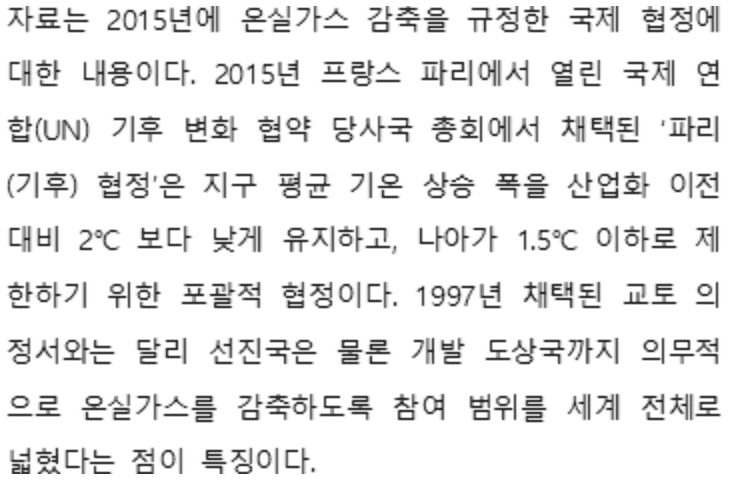 자료는 2015년에 온실가스 감축을 규정한 국제 협정에
대한 내용이다. 2015년 프랑스 파리에서 열린 국제 연
합(UN) 기후 변화 협약 당사국 총회에서 채택된 '파리
(기후) 협정'은 지구 평균 기온 상승 폭을 산업화 이전
대비 2℃ 보다 낮게 유지하고, 나아가 1.5℃ 이하로 제
한하기 위한 포괄적 협정이다. 1997년 채택된 교토 의
정서와는 달리 선진국은 물론 개발 도상국까지 의무적
으로 온실가스를 감축하도록 참여 범위를 세계 전체로
넓혔다는 점이 특징이다.